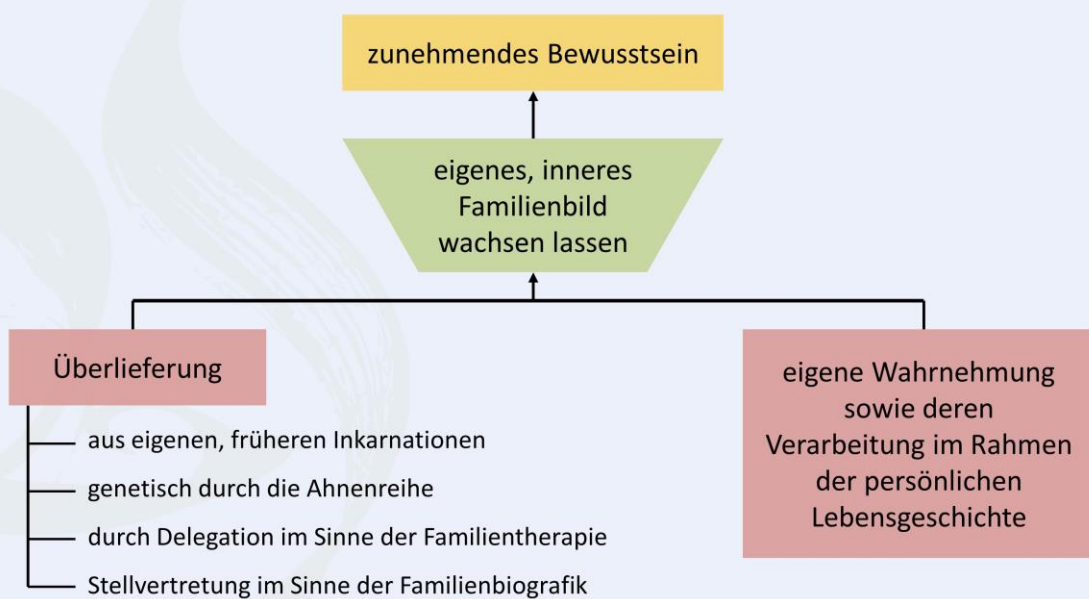 zunehmendes Bewusstsein
eigenes, inneres
Familienbild
wachsen lassen
Überlieferung
aus eigenen, früheren Inkarnationen
genetisch durch die Ahnenreihe
durch Delegation im Sinne der Familientherapie
Stellvertretung im Sinne der Familienbiografik
eigene Wahrnehmung
sowie deren
Verarbeitung im Rahmen
der persönlichen
Lebensgeschichte